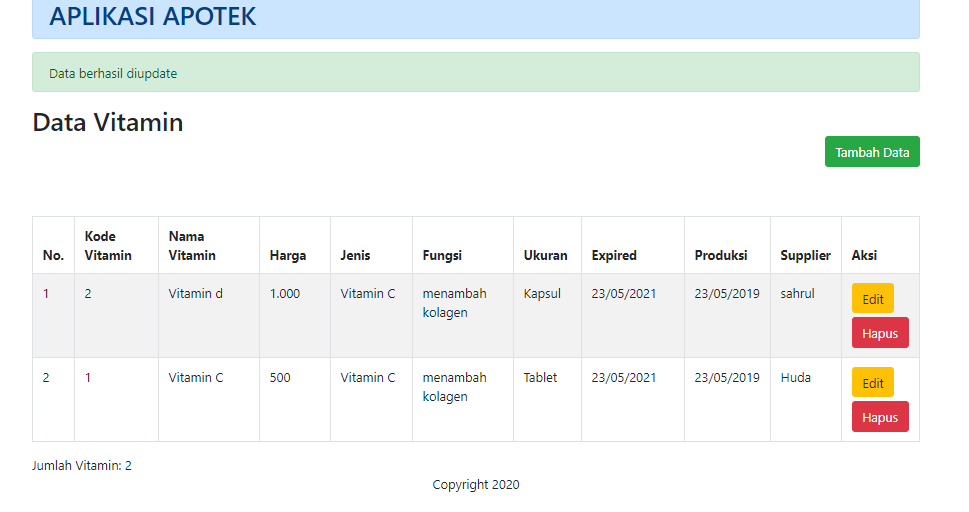 APLIKASI APOTEK
Data berhasil diupdate
Data Vitamin
Tambah Data
No. Kode Vitamin Nama Vitamin Harga Jenis Fungsi Ukuran Expired Produksi Supplier Aksi
1 2 Vitamin d 1.000 Vitamin C menambah kolagen Kapsul 23/05/2021 23/05/2019 sahrul Edit Hapus
2 1 Vitamin C 500 Vitamin C menambah kolagen Tablet 23/05/2021 23/05/2019 Huda Edit Hapus
Jumlah Vitamin: 2
Copyright 2020